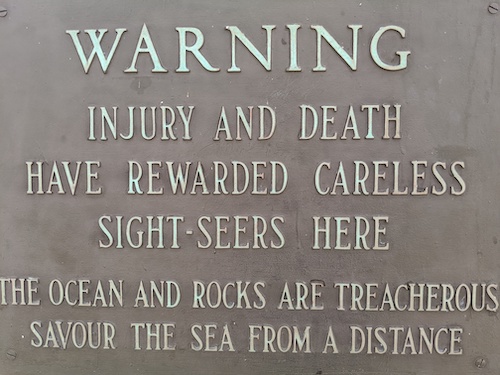 WARNING
INJURY AND DEATH
HAVE REWARDED CARELESS
SIGHT-SEERS HERE
THE OCEAN AND ROCKS ARE TREACHEROUS
SAVOUR THE SEA FROM A DISTANCE